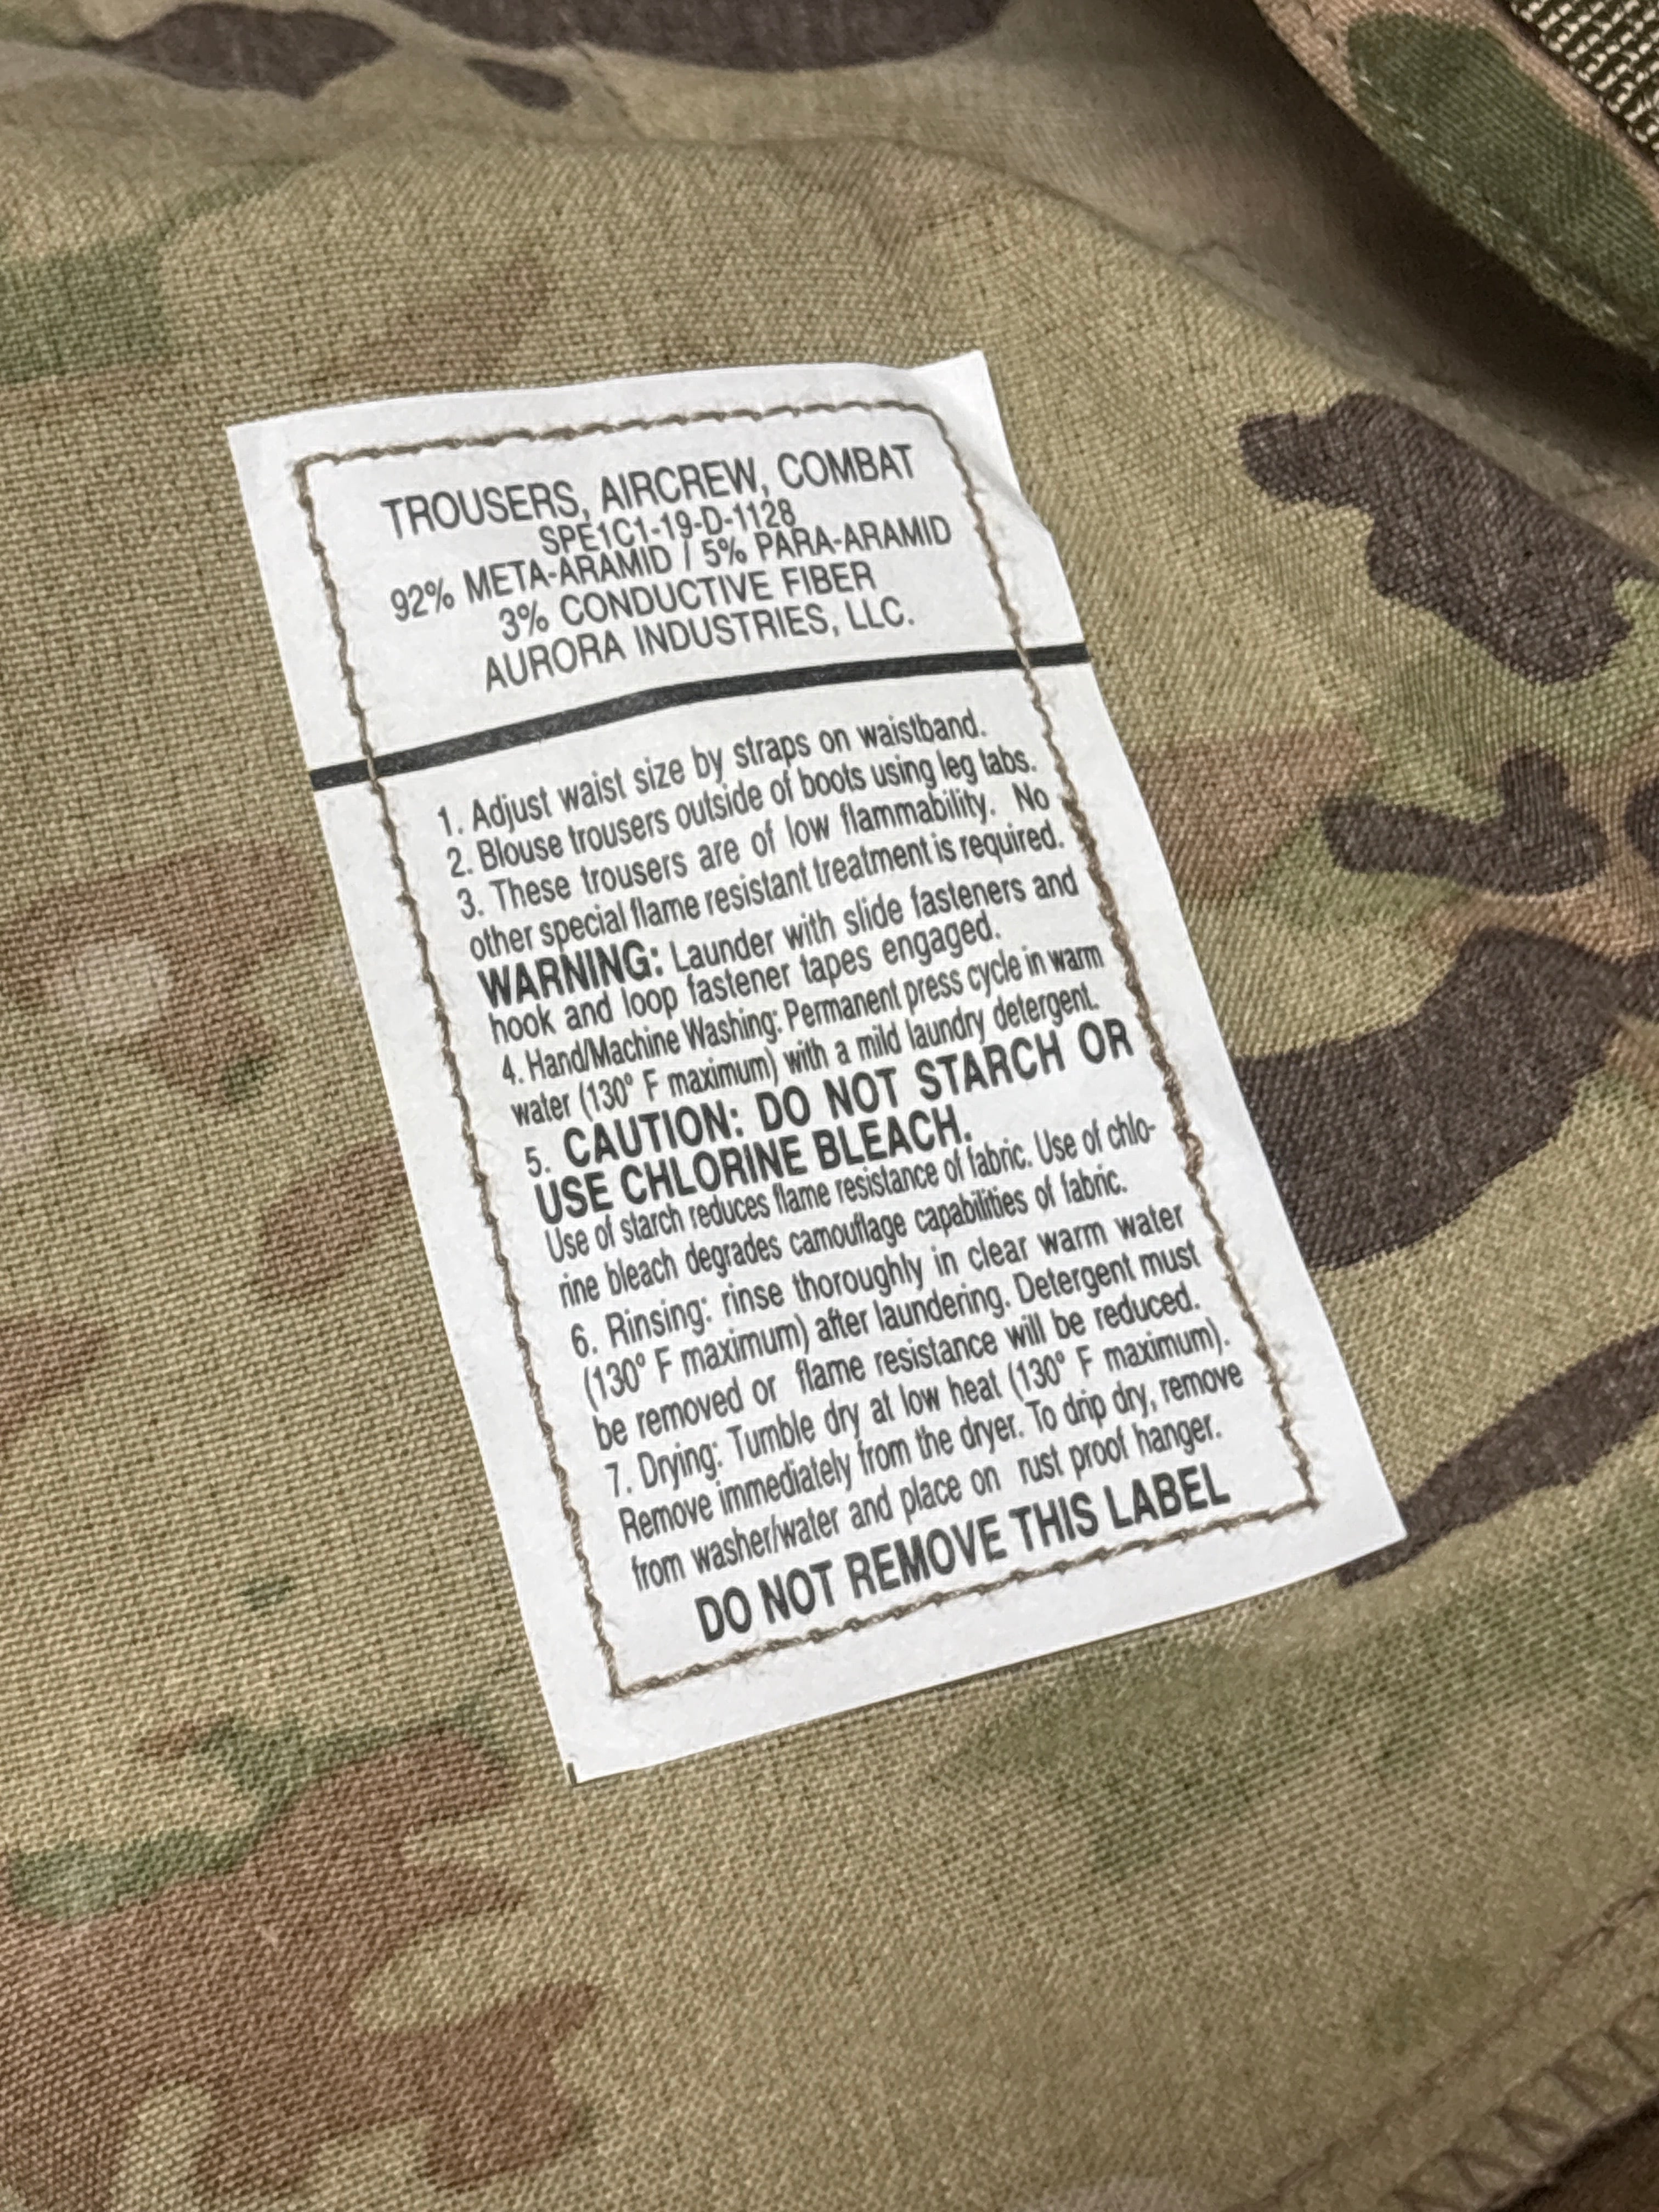 TROUSERS, AIRCREW, COMBAT
SPE1C1-19-D-1128
92% META-ARAMID / 5% PARA-ARAMID
3% CONDUCTIVE FIBER
AURORA INDUSTRIES, LLC.
1. Adjust waist size by straps on waistband.
2. Blouse trousers outside of boots using leg tabs.
3. These trousers are of low flammability. No
other special flame resistant treatment is required.
WARNING: Launder with slide fasteners and
hook and loop fastener tapes engaged.
4. Hand/Machine Washing: Permanent press cycle in warm
water (130° F maximum) with a mild laundry detergent.
5. CAUTION: DO NOT STARCH OR
USE CHLORINE BLEACH.
Use of starch reduces flame resistance of fabric. Use of chlo-
rine bleach degrades camouflage capabilities of fabric.
6. Rinsing: rinse thoroughly in clear warm water
(130° F maximum) after laundering. Detergent must
be removed or flame resistance will be reduced.
7. Drying: Tumble dry at low heat (130° F maximum).
Remove immediately from the dryer. To drip dry, remove
from washer/water and place on rust proof hanger.
DO NOT REMOVE THIS LABEL